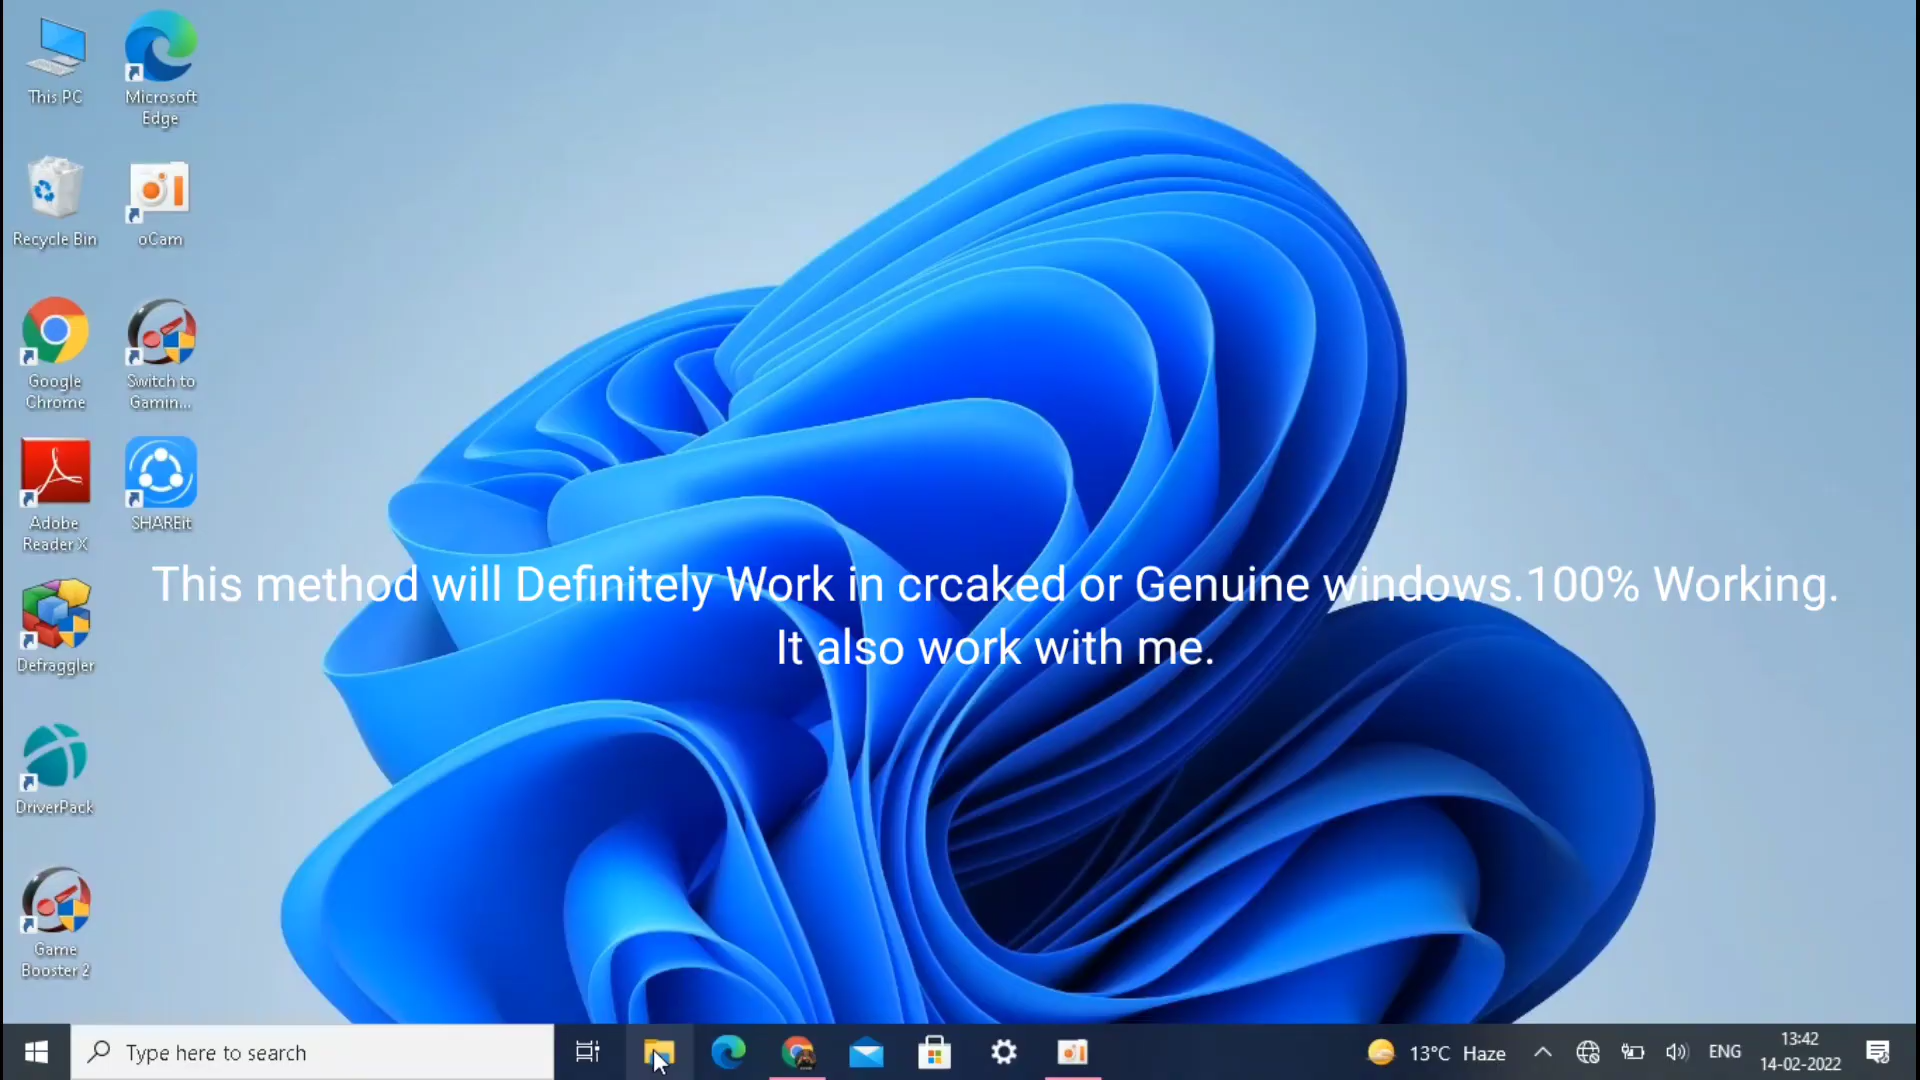 This PC
Microsoft
Edge
Recycle Bin
oCam
Google
Chrome
Switch to
Gamin...
Adobe
Reader X
SHAREit
This method will Definitely Work in crcaked or Genuine windows.100% Working.
It also work with me.
Defraggler
DriverPack
Game
Booster 2
Type here to search
13°C Haze
ENG
13:42
14-02-2022